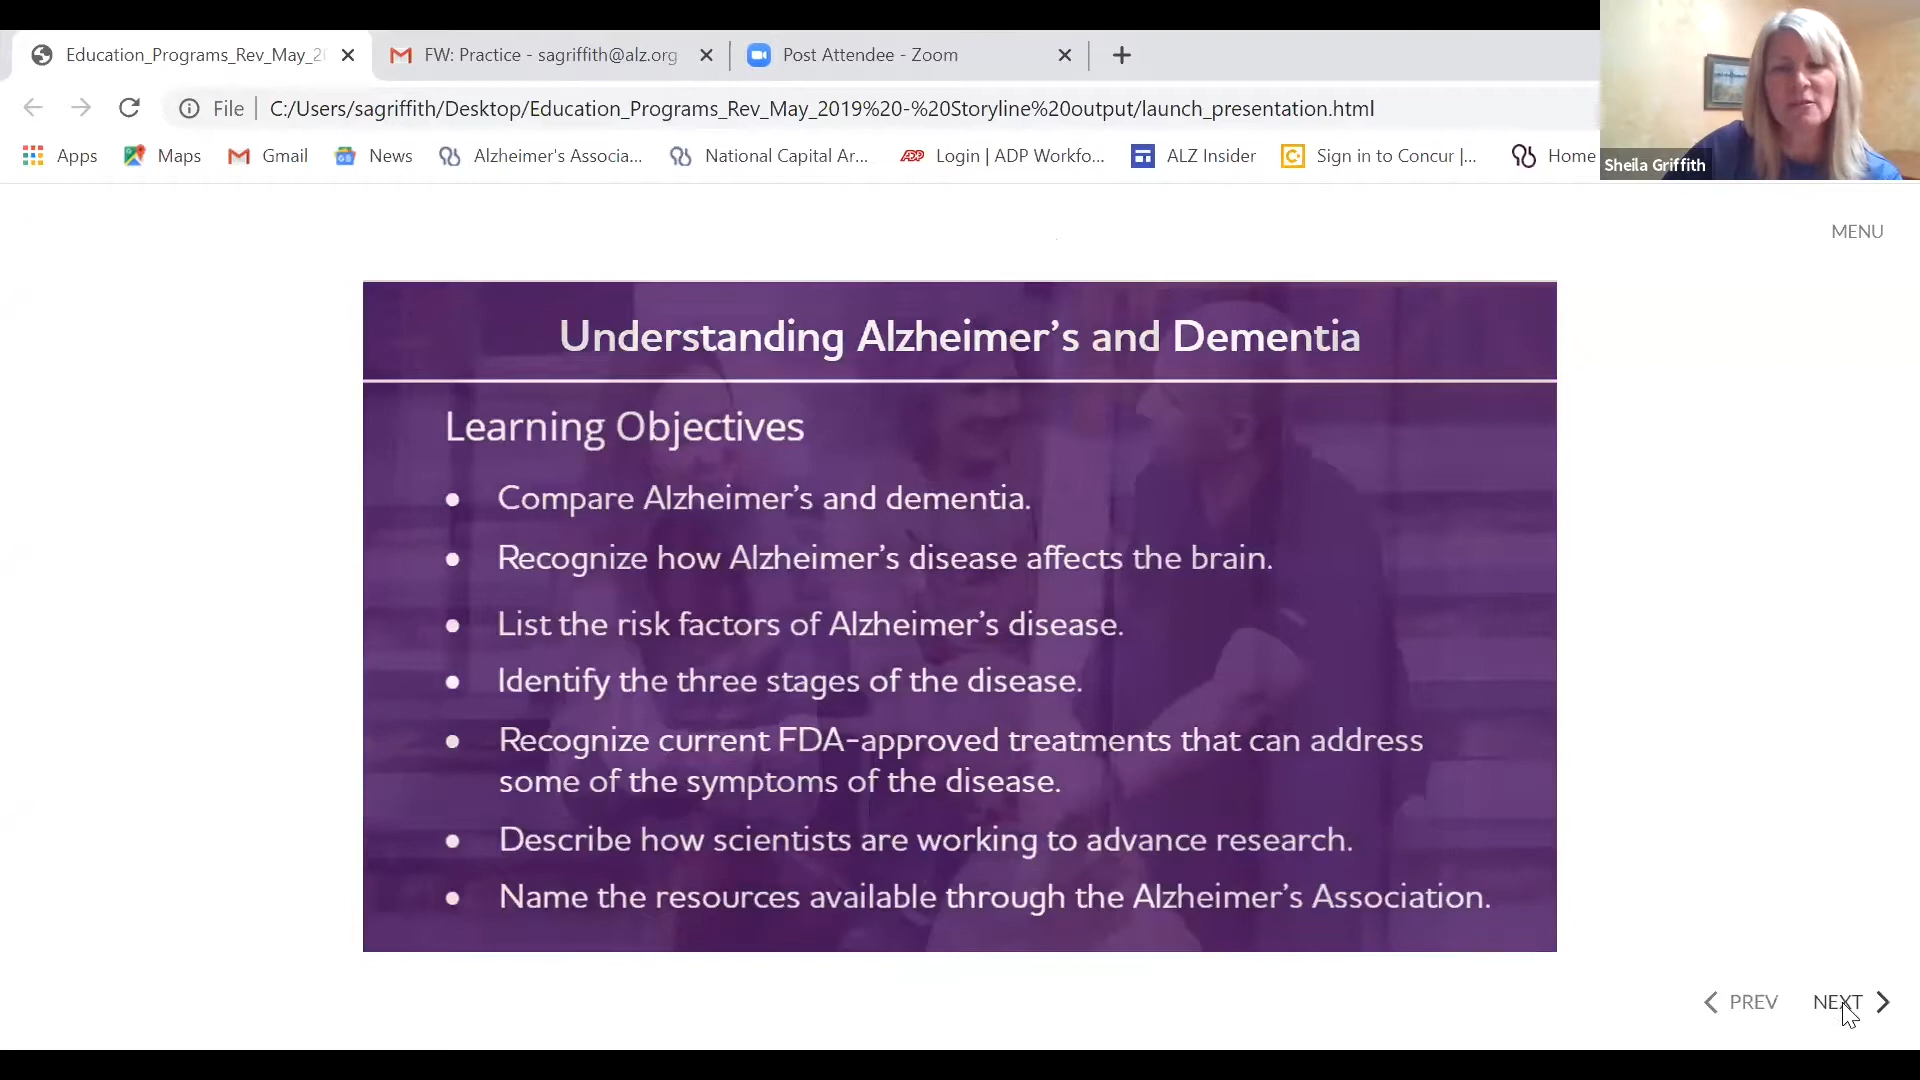 Education_Programs_Rev_May_2
FW: Practice - sagriffith@alz.org
Post Attendee - Zoom
File
C:/Users/sagriffith/Desktop/Education_Programs_Rev_May_2019%20-%20Storyline%20output/launch_presentation.html
Apps
Maps
Gmail
News
Alzheimer's Associa...
National Capital Ar...
ADP
Login | ADP Workfo...
ALZ Insider
Sign in to Concur |...
Home
Sheila Griffith
MENU
Understanding Alzheimer’s and Dementia
Learning Objectives
● Compare Alzheimer’s and dementia.
● Recognize how Alzheimer’s disease affects the brain.
● List the risk factors of Alzheimer’s disease.
● Identify the three stages of the disease.
● Recognize current FDA-approved treatments that can address
some of the symptoms of the disease.
● Describe how scientists are working to advance research.
● Name the resources available through the Alzheimer’s Association.
PREV
NEXT